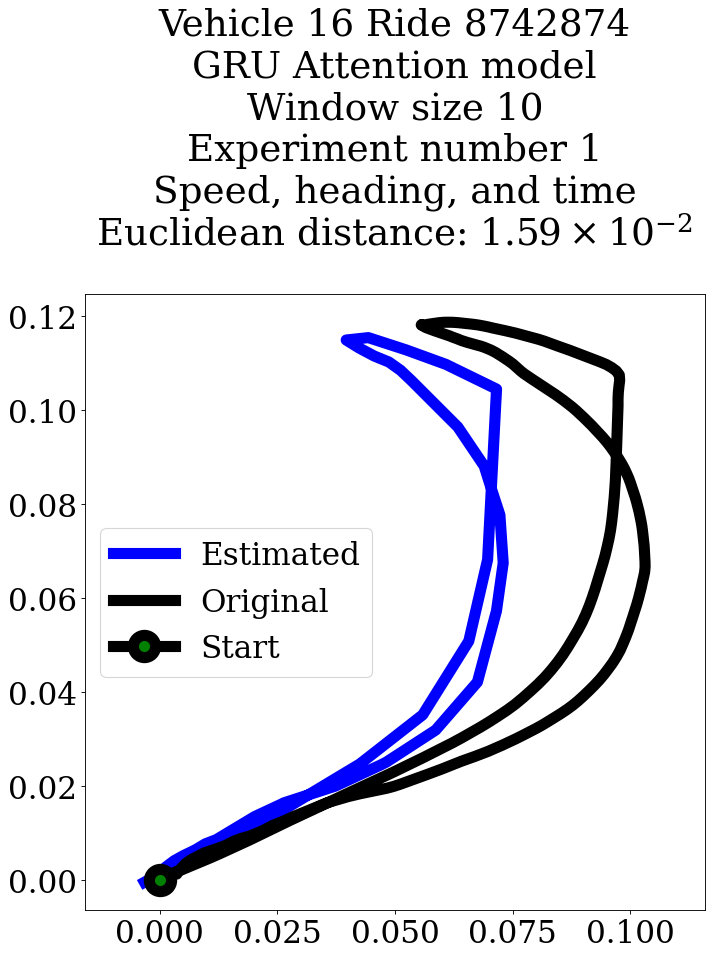 Vehicle 16 Ride 8742874
GRU Attention model
Window size 10
Experiment number 1
Speed, heading, and time
Euclidean distance: 1.59 × 10⁻²
0.12
0.10
0.08
0.06
0.04
0.02
0.00
Estimated
Original
Start
0.000 0.025 0.050 0.075 0.100